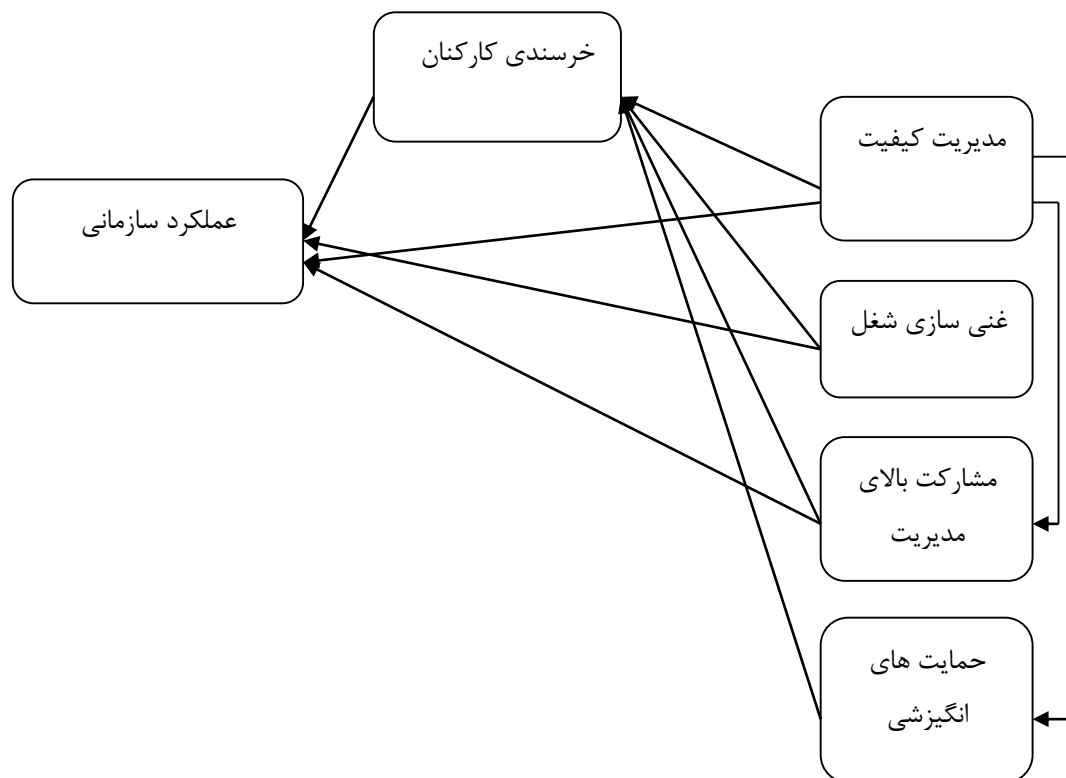 خرسندی کارکنان
مدیریت کیفیت
عملکرد سازمانی
غنی سازی شغل
مشارکت بالای
مدیریت
حمایت های
انگیزشی